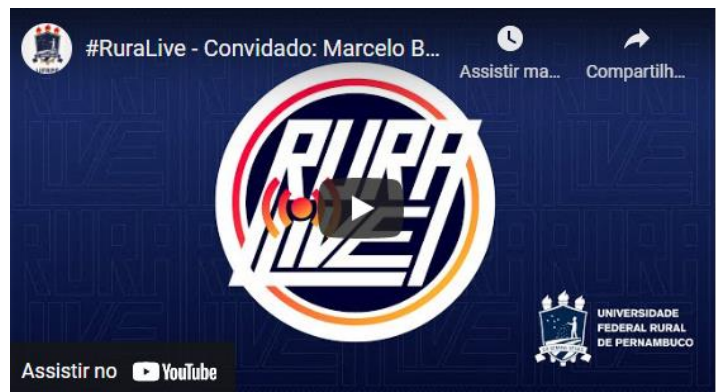 #RuraLive - Convidado: Marcelo B...
Assistir ma...
Compartilh...
RURA
LIVE
UNIVERSIDADE
FEDERAL RURAL
DE PERNAMBUCO
Assistir no YouTube